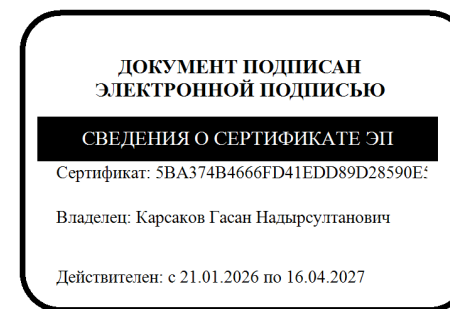 ДОКУМЕНТ ПОДПИСАН
ЭЛЕКТРОННОЙ ПОДПИСЬЮ
СВЕДЕНИЯ О СЕРТИФИКАТЕ ЭП
Сертификат: 5BA374B4666FD41EDD89D28590E5
Владелец: Карсаков Гасан Надырсултанович
Действителен: с 21.01.2026 по 16.04.2027